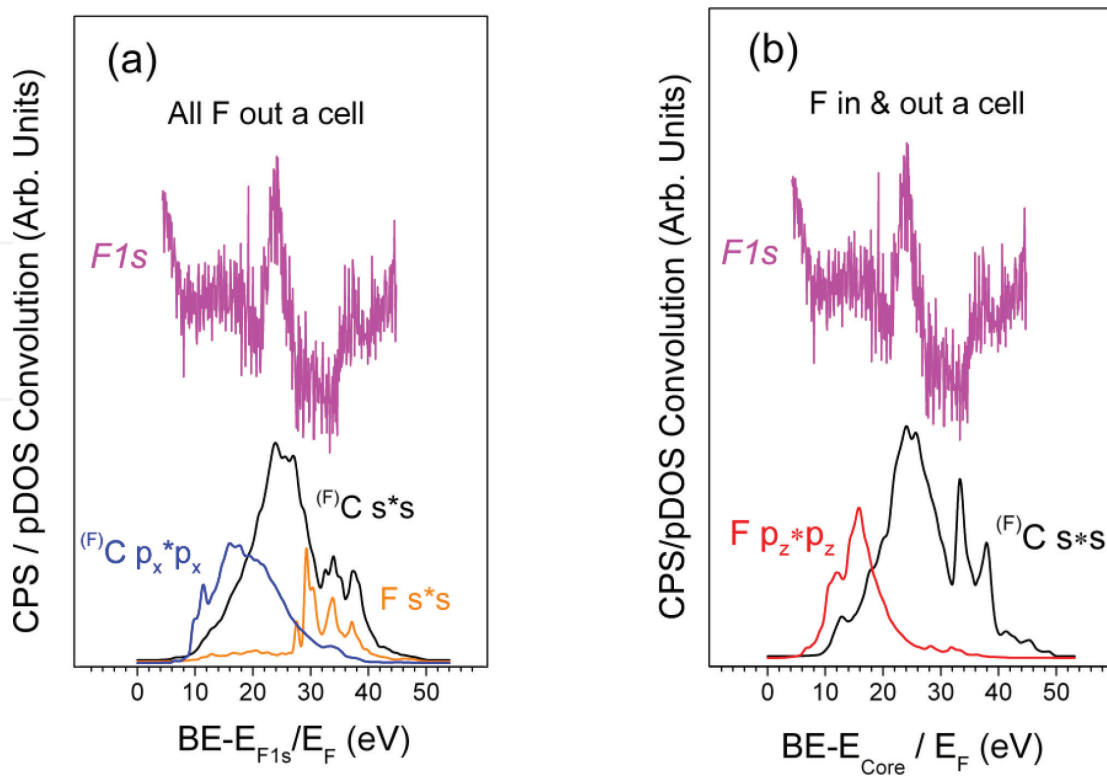 (a)
All F out a cell
CPS / pDOS Convolution (Arb. Units)
F1s
(F)C s*s
(F)C px*px
F s*s
0 10 20 30 40 50
BE-EF1s/EF (eV)
(b)
F in & out a cell
CPS/pDOS Convolution (Arb. Units)
F1s
F pz*pz
(F)C s*s
0 10 20 30 40 50
BE-ECore / EF (eV)